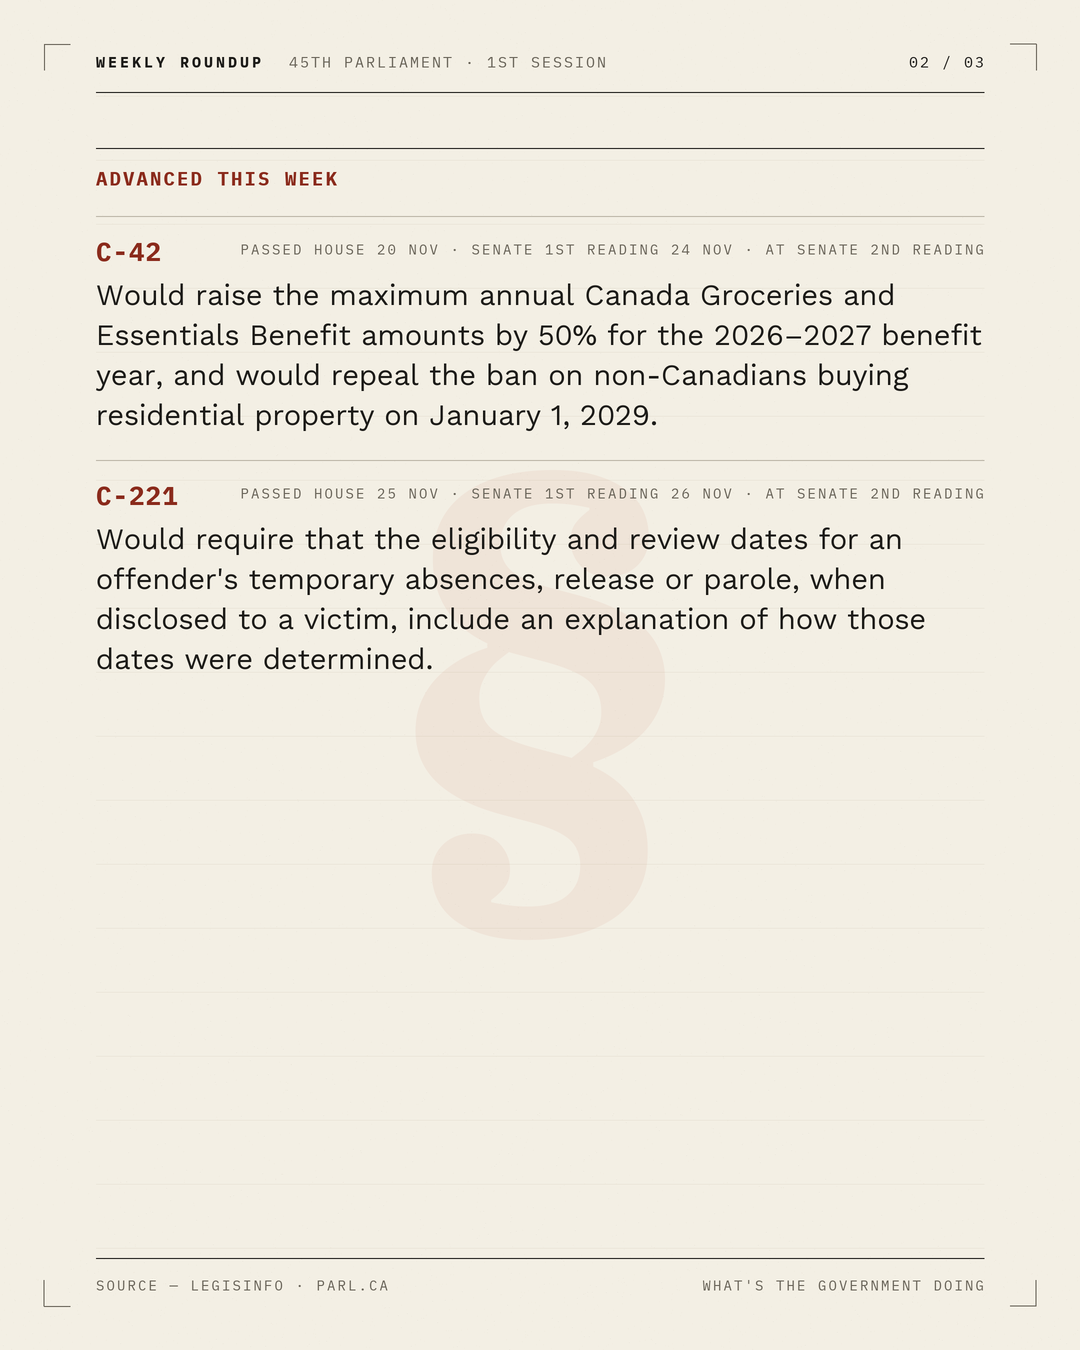 WEEKLY ROUNDUP 45TH PARLIAMENT · 1ST SESSION 02 / 03
ADVANCED THIS WEEK
C-42 PASSED HOUSE 20 NOV · SENATE 1ST READING 24 NOV · AT SENATE 2ND READING
Would raise the maximum annual Canada Groceries and
Essentials Benefit amounts by 50% for the 2026–2027 benefit
year, and would repeal the ban on non-Canadians buying
residential property on January 1, 2029.
C-221 PASSED HOUSE 25 NOV · SENATE 1ST READING 26 NOV · AT SENATE 2ND READING
Would require that the eligibility and review dates for an
offender's temporary absences, release or parole, when
disclosed to a victim, include an explanation of how those
dates were determined.
§
SOURCE — LEGISINFO · PARL.CA WHAT'S THE GOVERNMENT DOING